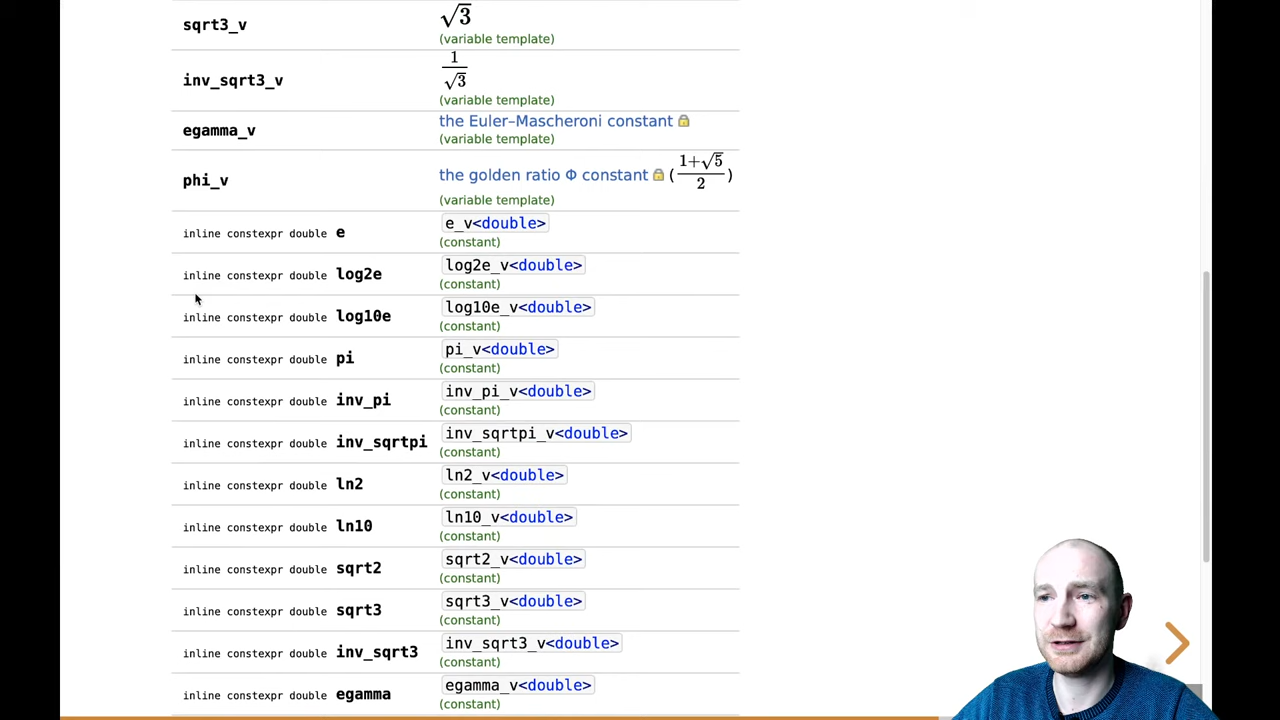 sqrt3_v √3
(variable template)
inv_sqrt3_v 1/√3
(variable template)
egamma_v the Euler–Mascheroni constant
(variable template)
phi_v the golden ratio Φ constant (1+√5/2)
(variable template)
inline constexpr double e e_v<double>
(constant)
inline constexpr double log2e log2e_v<double>
(constant)
inline constexpr double log10e log10e_v<double>
(constant)
inline constexpr double pi pi_v<double>
(constant)
inline constexpr double inv_pi inv_pi_v<double>
(constant)
inline constexpr double inv_sqrtpi inv_sqrtpi_v<double>
(constant)
inline constexpr double ln2 ln2_v<double>
(constant)
inline constexpr double ln10 ln10_v<double>
(constant)
inline constexpr double sqrt2 sqrt2_v<double>
(constant)
inline constexpr double sqrt3 sqrt3_v<double>
(constant)
inline constexpr double inv_sqrt3 inv_sqrt3_v<double>
(constant)
inline constexpr double egamma egamma_v<double>
(constant)